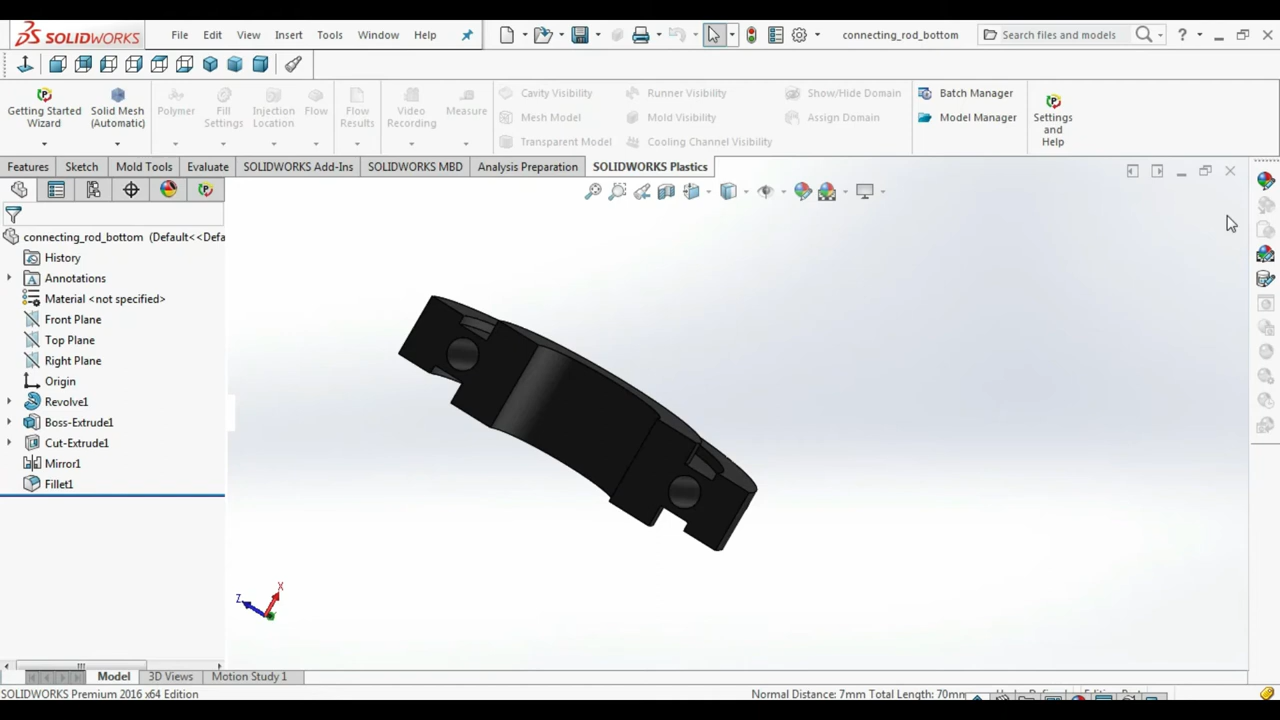 SOLIDWORKS File Edit View Insert Tools Window Help connecting_rod_bottom Search files and models ?
Getting Started Wizard
Solid Mesh (Automatic)
Polymer
Fill Settings
Injection Location
Flow
Flow Results
Video Recording
Measure
Cavity Visibility Runner Visibility Show/Hide Domain
Mesh Model Mold Visibility Assign Domain
Transparent Model Cooling Channel Visibility
Batch Manager
Model Manager
Settings and Help
Features Sketch Mold Tools Evaluate SOLIDWORKS Add-Ins SOLIDWORKS MBD Analysis Preparation SOLIDWORKS Plastics
connecting_rod_bottom (Default<<Defa
History
Annotations
Material <not specified>
Front Plane
Top Plane
Right Plane
Origin
Revolve1
Boss-Extrude1
Cut-Extrude1
Mirror1
Fillet1
X
Z
Model 3D Views Motion Study 1
SOLIDWORKS Premium 2016 x64 Edition Normal Distance: 7mm Total Length: 70mm